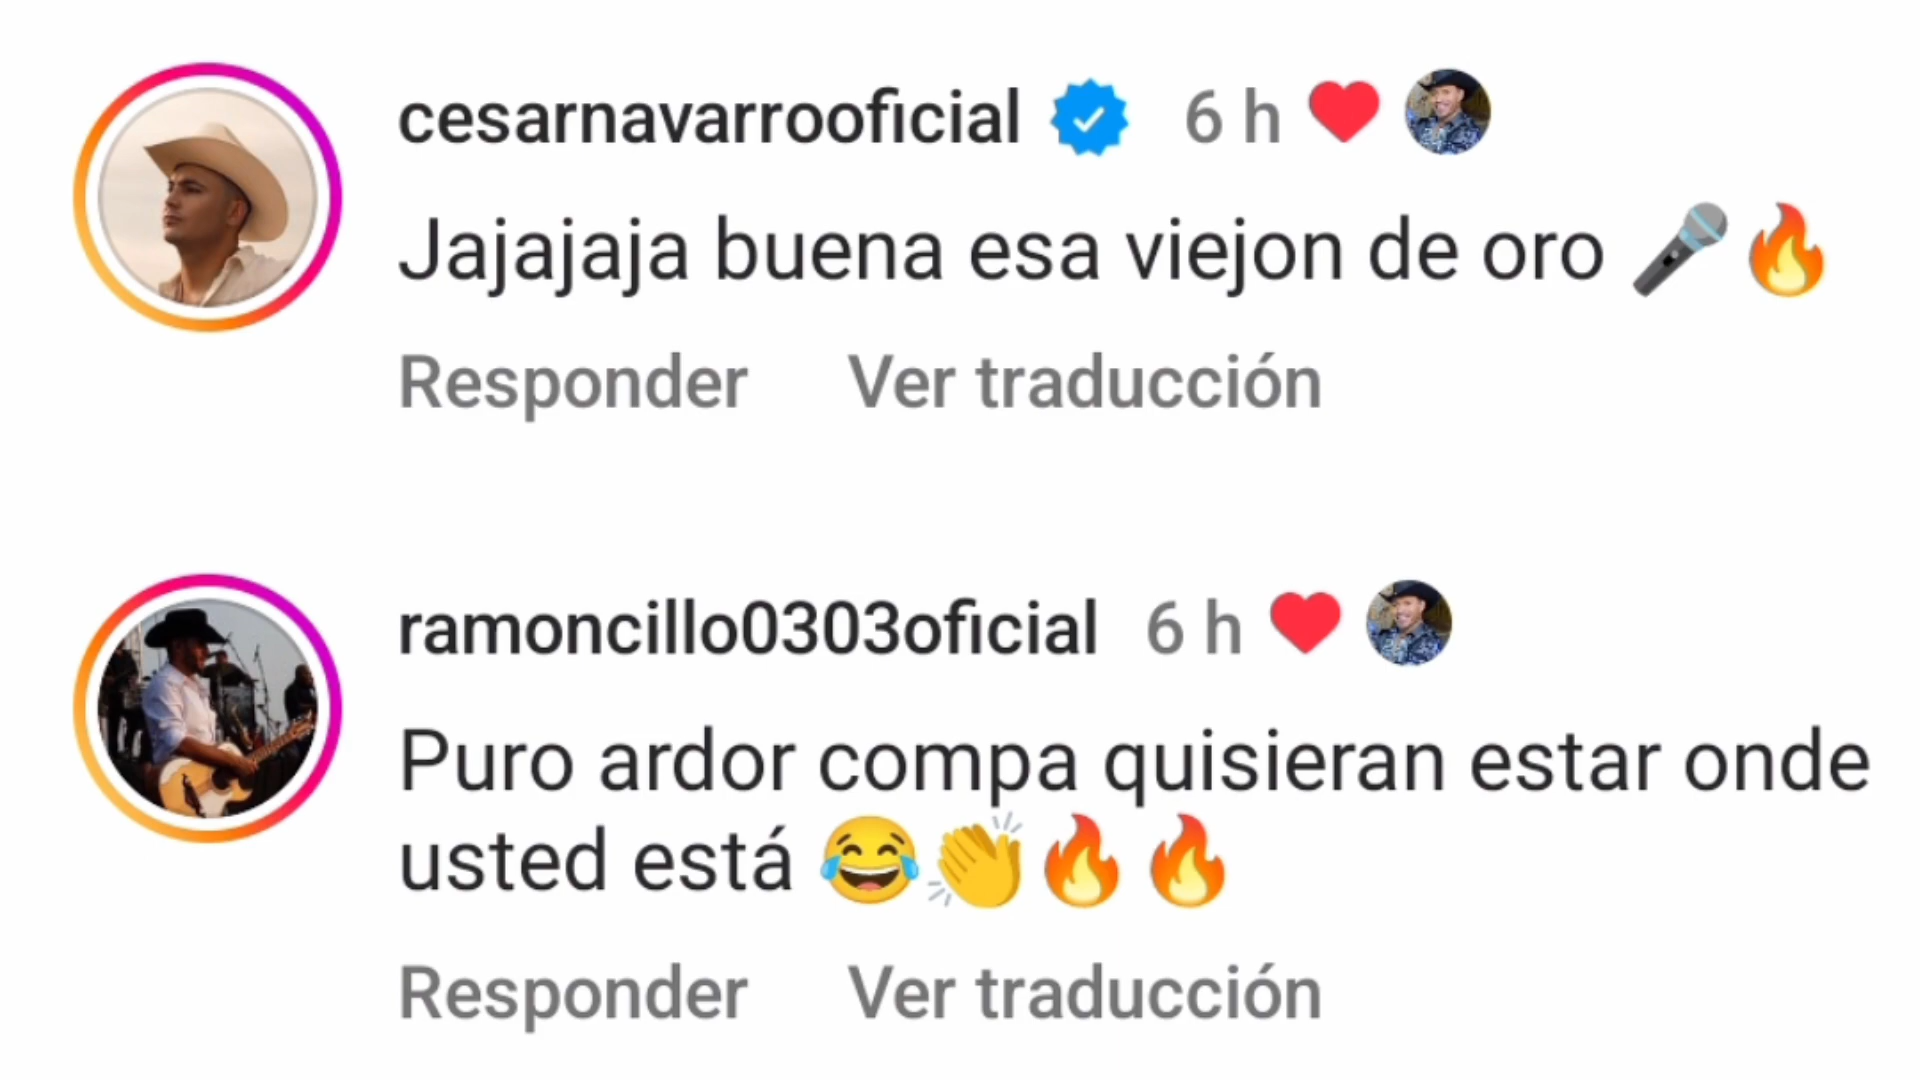 cesarnavarrooficial 6 h
Jajajaja buena esa viejon de oro 🎤🔥
Responder Ver traducción
ramoncillo0303oficial 6 h
Puro ardor compa quisieran estar onde
usted está 😂👏🔥🔥
Responder Ver traducción